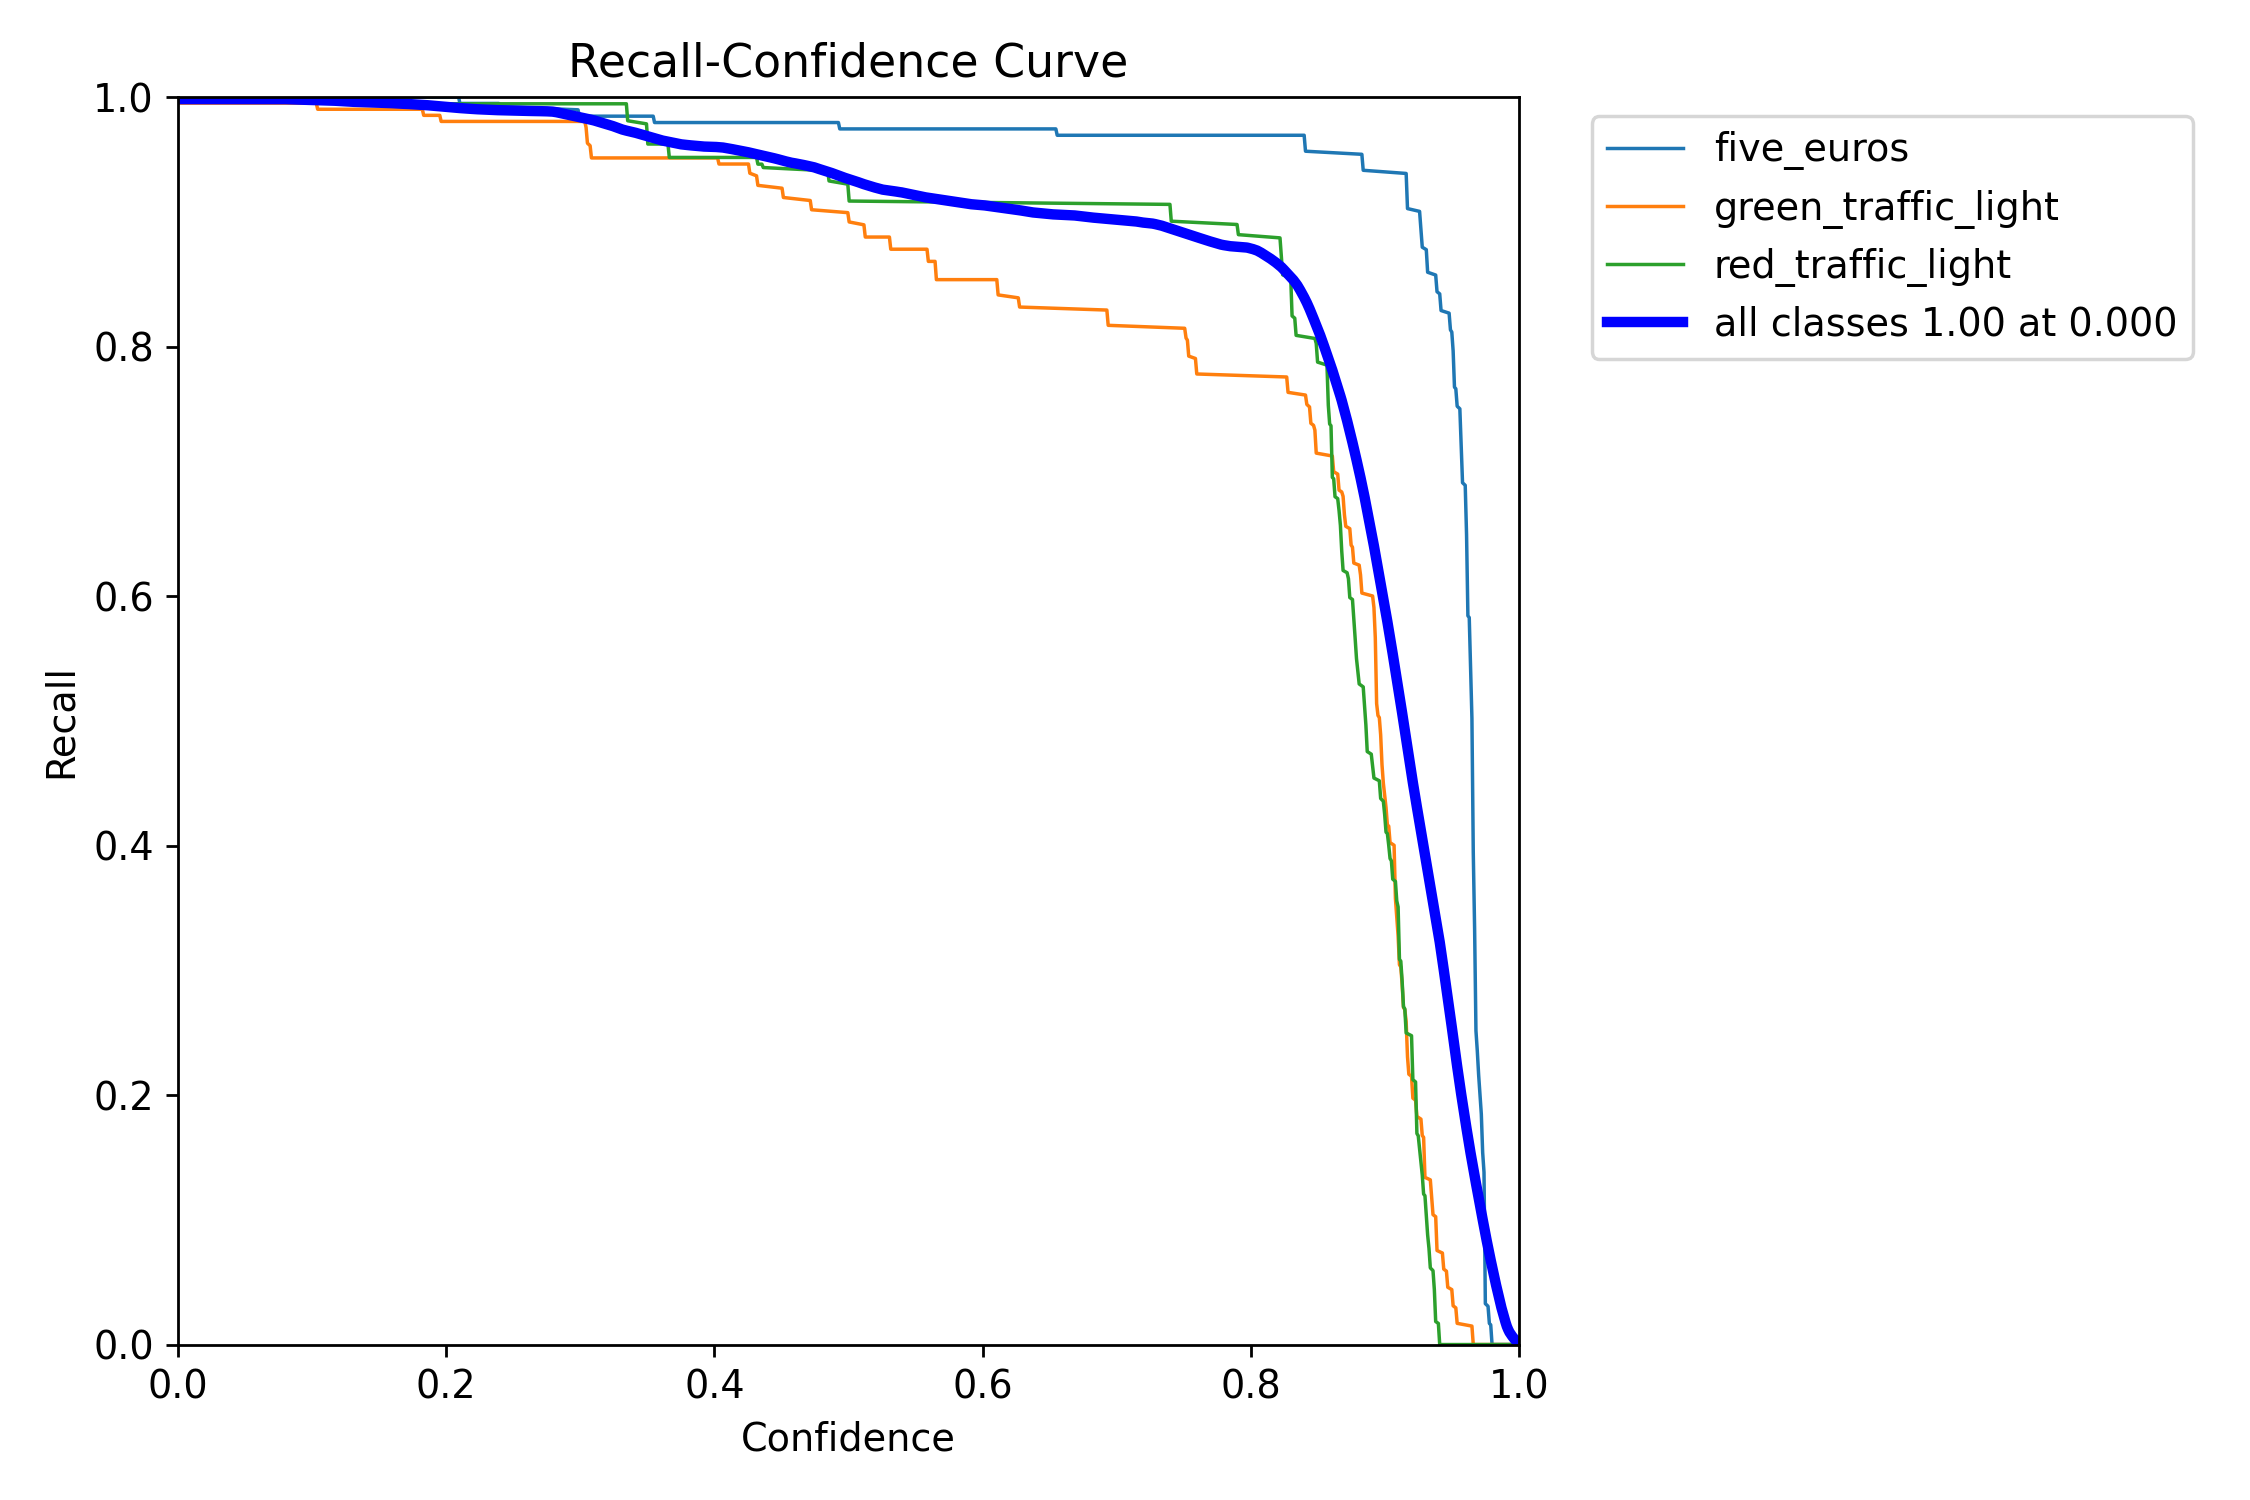 Recall-Confidence Curve
1.0
0.8
0.6
0.4
0.2
0.0
Recall
0.0 0.2 0.4 0.6 0.8 1.0
Confidence
five_euros
green_traffic_light
red_traffic_light
all classes 1.00 at 0.000